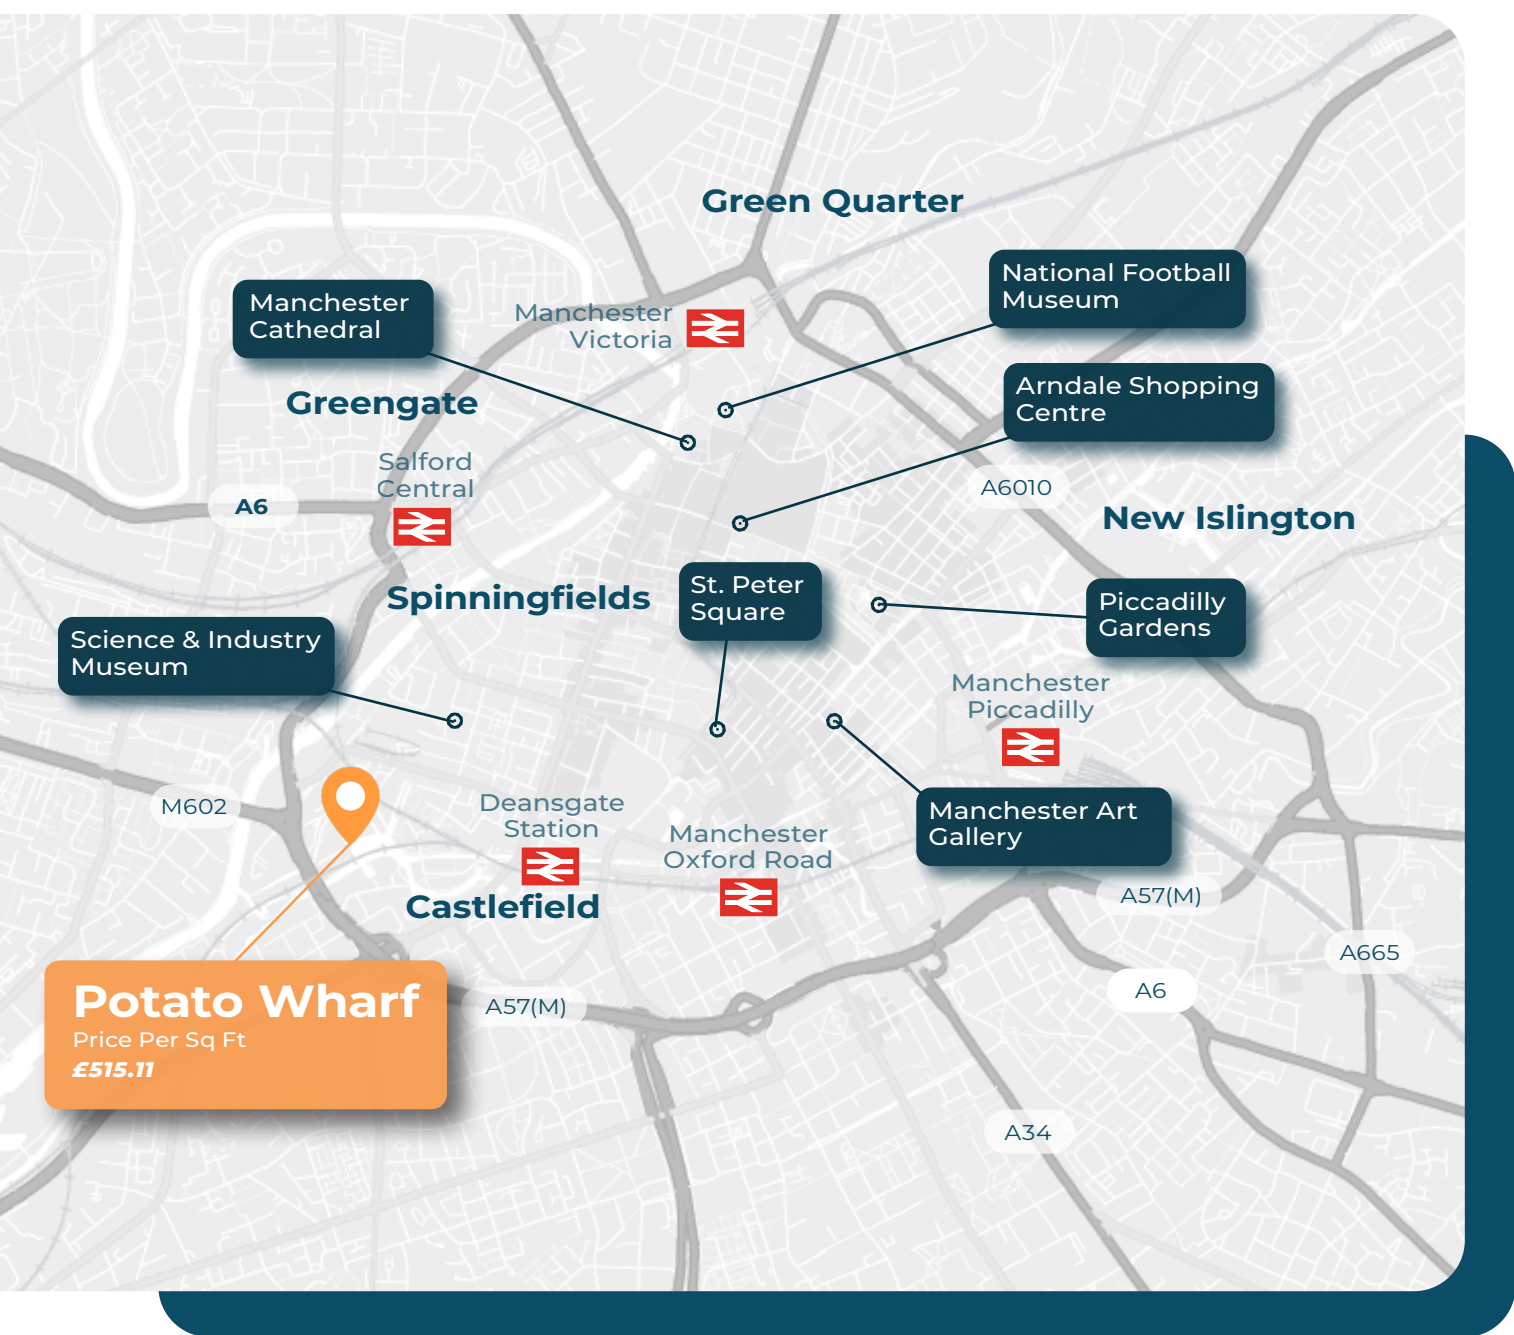 Green Quarter
National Football
Museum
Manchester
Cathedral
Manchester
Victoria
Arndale Shopping
Centre
Greengate
Salford
Central
A6
A6010
New Islington
Spinningfields
St. Peter
Square
Piccadilly
Gardens
Science & Industry
Museum
Manchester
Piccadilly
M602
Deansgate
Station
Manchester
Oxford Road
Manchester Art
Gallery
Castlefield
A57(M)
A665
A6
A57(M)
Potato Wharf
Price Per Sq Ft
£515.11
A34